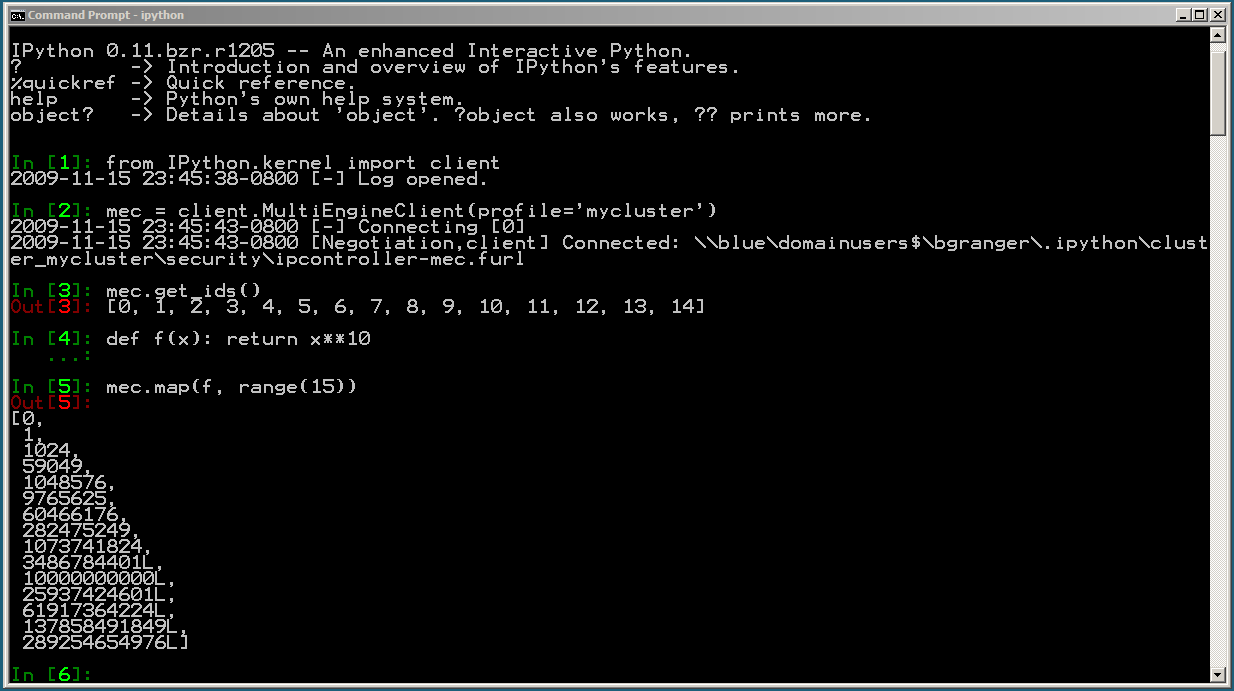 Command Prompt - ipython
IPython 0.11.bzr.r1205 -- An enhanced Interactive Python.
?         -> Introduction and overview of IPython's features.
%quickref -> Quick reference.
help      -> Python's own help system.
object?   -> Details about 'object'. ?object also works, ?? prints more.
In [1]: from IPython.kernel import client
2009-11-15 23:45:38-0800 [-] Log opened.
In [2]: mec = client.MultiEngineClient(profile='mycluster')
2009-11-15 23:45:43-0800 [-] Connecting [0]
2009-11-15 23:45:43-0800 [Negotiation,client] Connected: \\blue\domainusers$\bgranger\.ipython\clust
er_mycluster\security\ipcontroller-mec.furl
In [3]: mec.get_ids()
Out[3]: [0, 1, 2, 3, 4, 5, 6, 7, 8, 9, 10, 11, 12, 13, 14]
In [4]: def f(x): return x**10
   ...:
In [5]: mec.map(f, range(15))
Out[5]:
[0,
 1,
 1024,
 59049,
 1048576,
 9765625,
 60466176,
 282475249,
 1073741824,
 3486784401L,
 10000000000L,
 25937424601L,
 61917364224L,
 137858491849L,
 289254654976L]
In [6]: